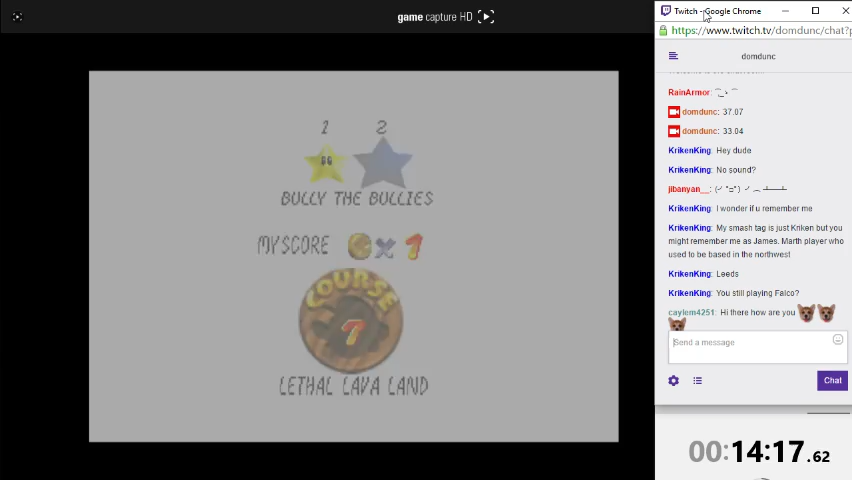 game capture HD
1 2
BULLY THE BULLIES
MY SCORE × 1
COURSE
7
LETHAL LAVA LAND
Twitch - Google Chrome
https://www.twitch.tv/domdunc/chat?
domdunc
RainArmor:
domdunc: 37.07
domdunc: 33.04
KrikenKing: Hey dude
KrikenKing: No sound?
jibanyan__:
KrikenKing: I wonder if u remember me
KrikenKing: My smash tag is just Kriken but you
might remember me as James. Marth player who
used to be based in the northwest
KrikenKing: Leeds
KrikenKing: You still playing Falco?
caylem4251: Hi there how are you
Send a message
Chat
00:14:17.62